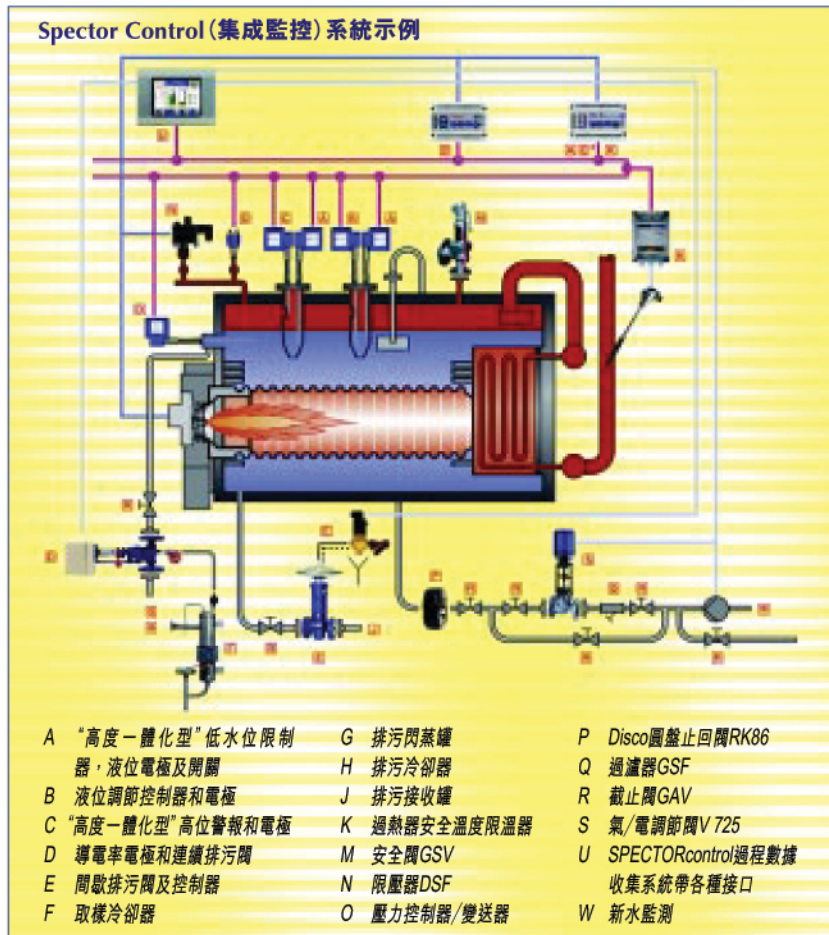 Spector Control(集成監控)系統示例
A "高度一體化型"低水位限制
器，液位電極及開關
B 液位調節控制器和電極
C "高度一體化型"高位警報和電極
D 導電率電極和連續排污閥
E 間歇排污閥及控制器
F 取樣冷卻器
G 排污閃蒸罐
H 排污冷卻器
J 排污接收罐
K 過熱器安全溫度限溫器
M 安全閥GSV
N 限壓器DSF
O 壓力控制器/變送器
P Disco圓盤止回閥RK86
Q 過濾器GSF
R 截止閥GAV
S 氣/電調節閥V 725
U SPECTORcontrol過程數據
收集系統帶各種接口
W 新水監測